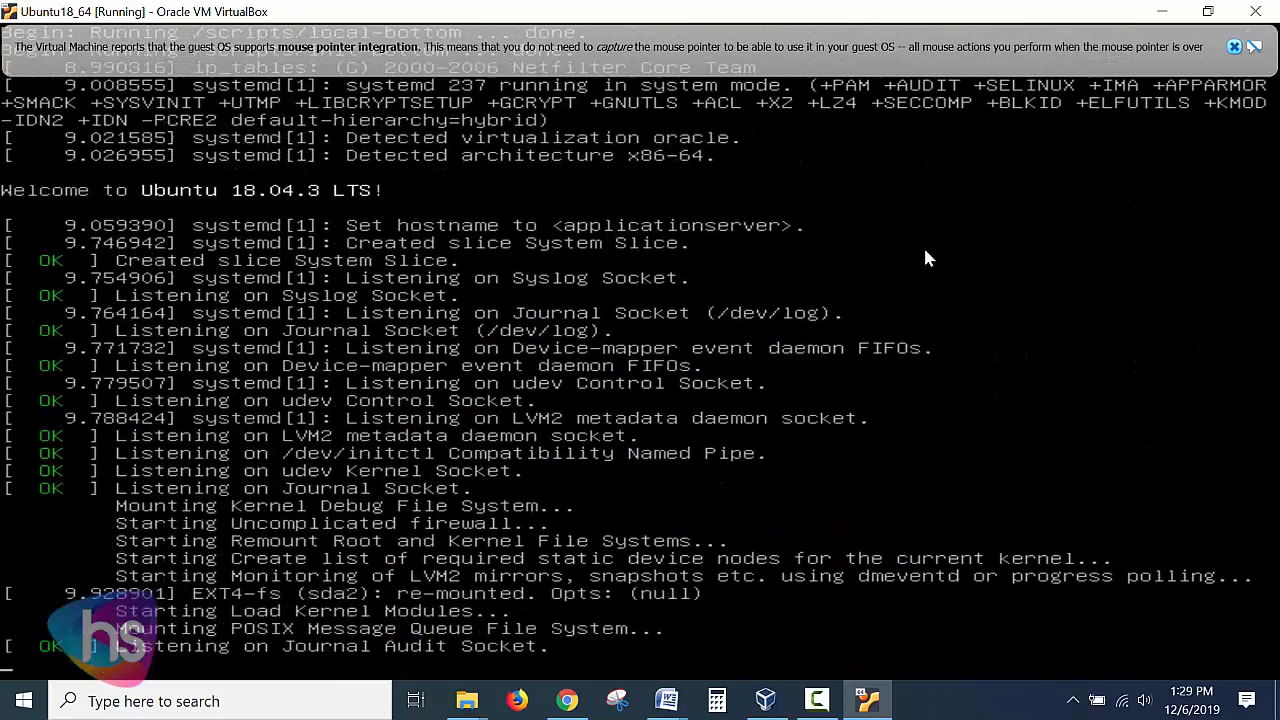 Ubuntu18_64 [Running] - Oracle VM VirtualBox
Begin: Running /scripts/local-bottom ... done.
The Virtual Machine reports that the guest OS supports mouse pointer integration. This means that you do not need to capture the mouse pointer to be able to use it in your guest OS -- all mouse actions you perform when the mouse pointer is over
[    8.990316] ip_tables: (C) 2000-2006 Netfilter Core Team
[    9.008555] systemd[1]: systemd 237 running in system mode. (+PAM +AUDIT +SELINUX +IMA +APPARMOR
+SMACK +SYSVINIT +UTMP +LIBCRYPTSETUP +GCRYPT +GNUTLS +ACL +XZ +LZ4 +SECCOMP +BLKID +ELFUTILS +KMOD
-IDN2 +IDN -PCRE2 default-hierarchy=hybrid)
[    9.021585] systemd[1]: Detected virtualization oracle.
[    9.026955] systemd[1]: Detected architecture x86-64.
Welcome to Ubuntu 18.04.3 LTS!
[    9.059390] systemd[1]: Set hostname to <applicationserver>.
[    9.746942] systemd[1]: Created slice System Slice.
[  OK  ] Created slice System Slice.
[    9.754906] systemd[1]: Listening on Syslog Socket.
[  OK  ] Listening on Syslog Socket.
[    9.764164] systemd[1]: Listening on Journal Socket (/dev/log).
[  OK  ] Listening on Journal Socket (/dev/log).
[    9.771732] systemd[1]: Listening on Device-mapper event daemon FIFOs.
[  OK  ] Listening on Device-mapper event daemon FIFOs.
[    9.779507] systemd[1]: Listening on udev Control Socket.
[  OK  ] Listening on udev Control Socket.
[    9.788424] systemd[1]: Listening on LVM2 metadata daemon socket.
[  OK  ] Listening on LVM2 metadata daemon socket.
[  OK  ] Listening on /dev/initctl Compatibility Named Pipe.
[  OK  ] Listening on udev Kernel Socket.
[  OK  ] Listening on Journal Socket.
Mounting Kernel Debug File System...
Starting Uncomplicated firewall...
Starting Remount Root and Kernel File Systems...
Starting Create list of required static device nodes for the current kernel...
Starting Monitoring of LVM2 mirrors, snapshots etc. using dmeventd or progress polling...
[    9.928901] EXT4-fs (sda2): re-mounted. Opts: (null)
Starting Load Kernel Modules...
Mounting POSIX Message Queue File System...
[  OK  ] Listening on Journal Audit Socket.
hs
Type here to search
1:29 PM
12/6/2019